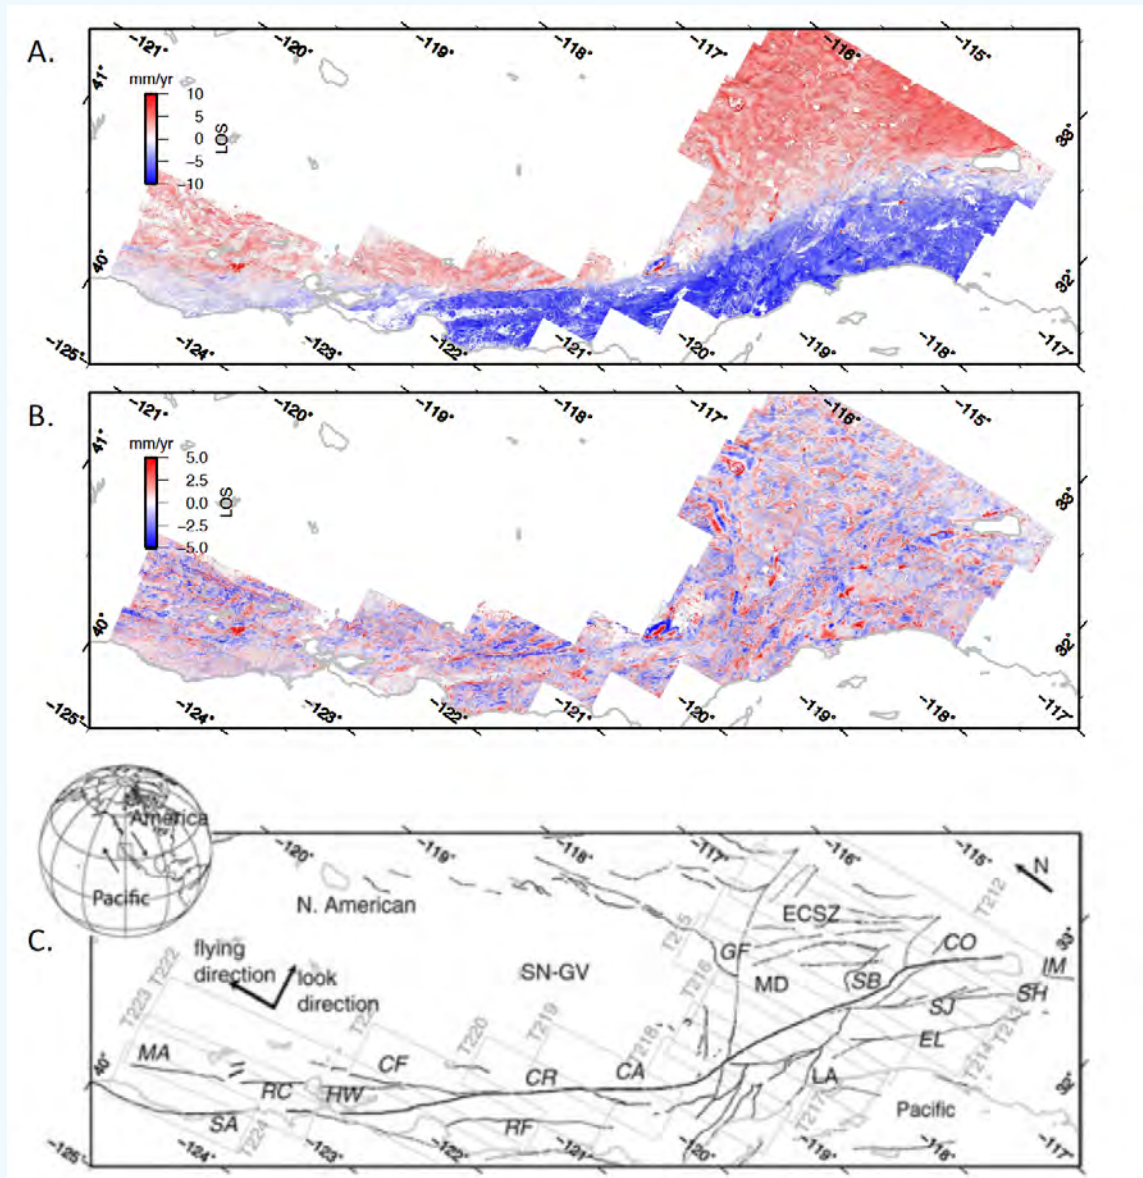 A.
-121°
-120°
-119°
-118°
-117°
-116°
-115°
41°
mm/yr
10
5
0
-5
-10
LOS
33°
40°
32°
-125°
-124°
-123°
-122°
-121°
-120°
-119°
-118°
-117°
B.
-121°
-120°
-119°
-118°
-117°
-116°
-115°
41°
mm/yr
5.0
2.5
0.0
-2.5
-5.0
LOS
33°
40°
32°
-125°
-124°
-123°
-122°
-121°
-120°
-119°
-118°
-117°
America
Pacific
C.
-120°
-119°
-118°
-117°
-116°
-115°
N
N. American
ECSZ
T212
T215
33°
flying
direction
look
direction
T222
SN-GV
GF
CO
IM
T216
MD
SB
SH
T223
T220
T219
SJ
MA
T218
EL
40°
CF
CR
CA
T214
32°
RC
HW
LA
SA
T224
RF
T217
Pacific
-125°
-124°
-123°
-122°
-121°
-120°
-119°
-118°
-117°